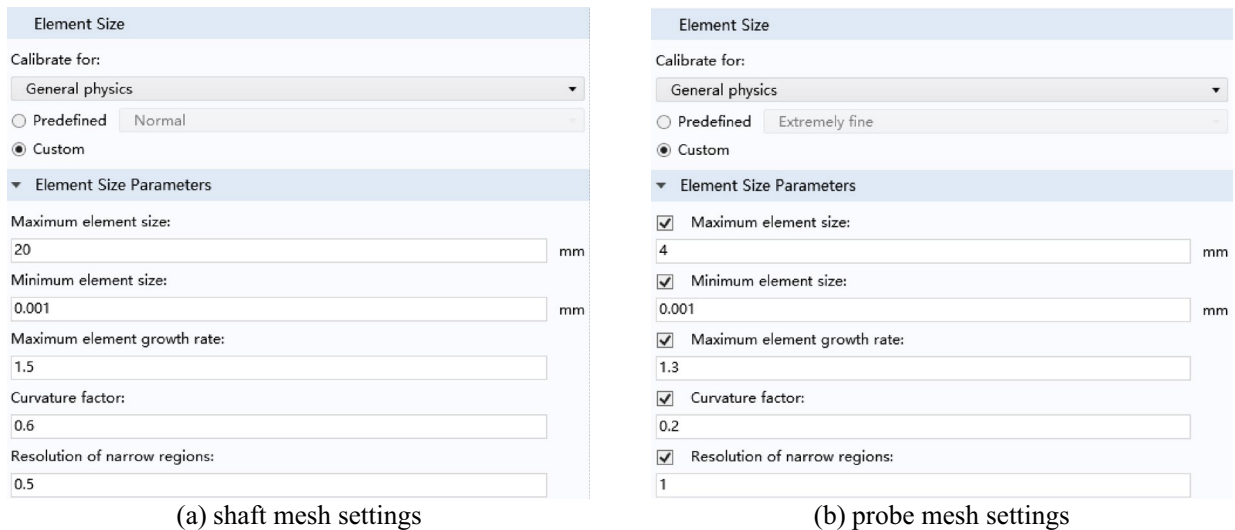 Element Size
Calibrate for:
General physics
Predefined Normal
Custom
Element Size Parameters
Maximum element size:
20 mm
Minimum element size:
0.001 mm
Maximum element growth rate:
1.5
Curvature factor:
0.6
Resolution of narrow regions:
0.5
(a) shaft mesh settings
Element Size
Calibrate for:
General physics
Predefined Extremely fine
Custom
Element Size Parameters
Maximum element size:
4 mm
Minimum element size:
0.001 mm
Maximum element growth rate:
1.3
Curvature factor:
0.2
Resolution of narrow regions:
1
(b) probe mesh settings